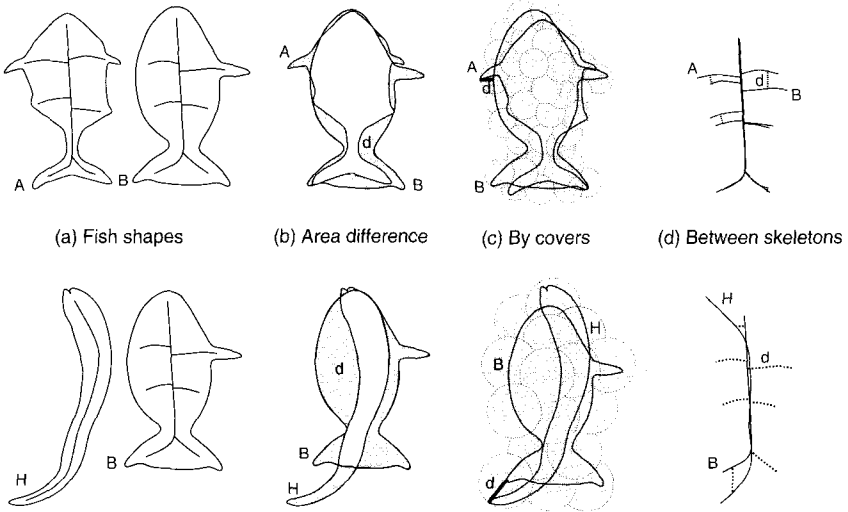 A
B
A
d
B
A
d
B
A
d
B
(a) Fish shapes
(b) Area difference
(c) By covers
(d) Between skeletons
H
B
d
B
H
H
B
d
H
d
B